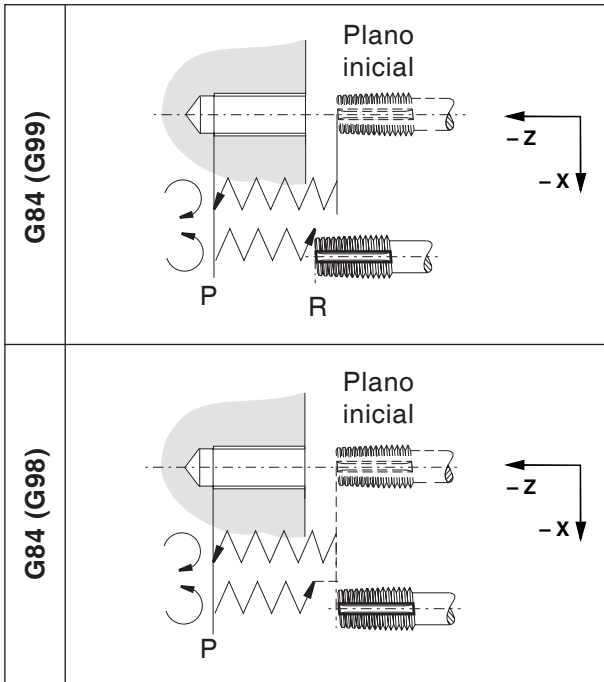 G84 (G99)
Plano
inicial
– Z
– X
P
R
G84 (G98)
Plano
inicial
– Z
– X
P